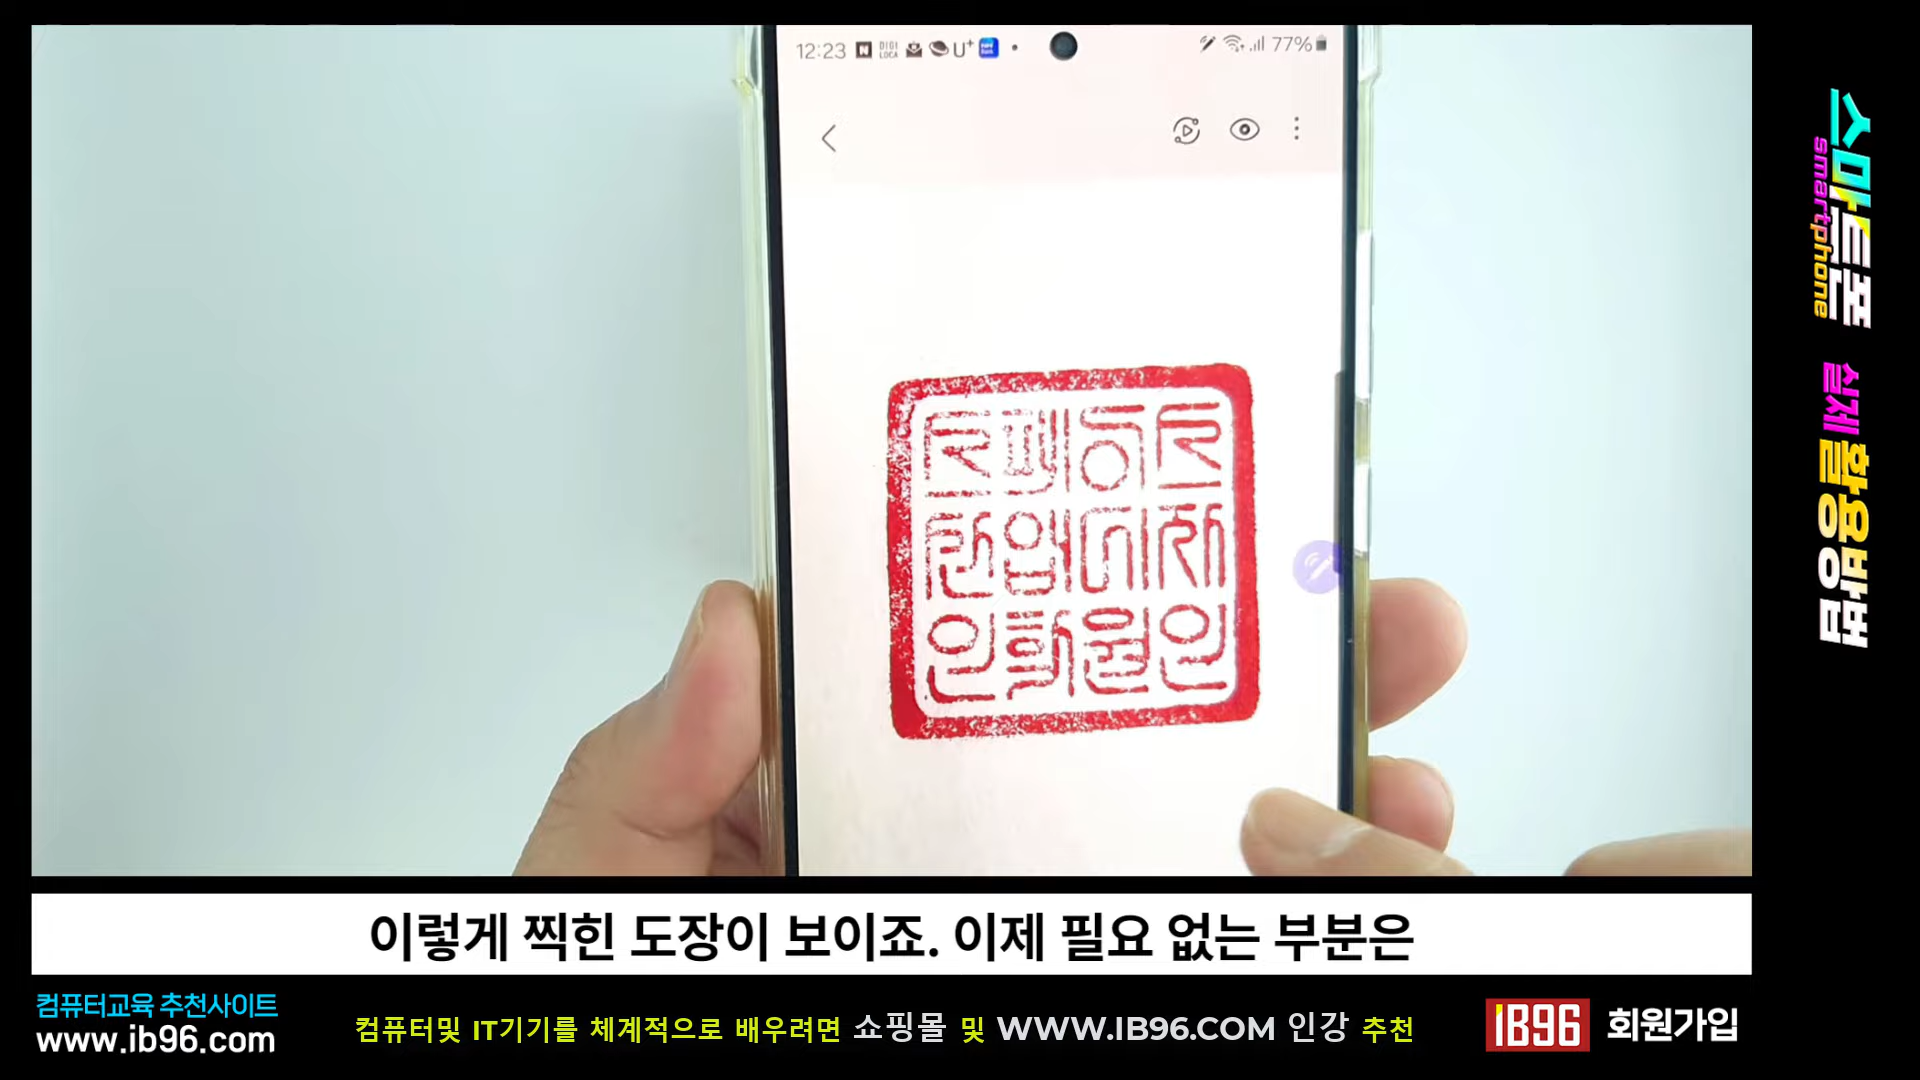 12:23
77%
스마트폰
smartphone
실제 활용방법
이렇게 찍힌 도장이 보이죠. 이제 필요 없는 부분은
컴퓨터교육 추천사이트
www.ib96.com
컴퓨터및 IT기기를 체계적으로 배우려면 쇼핑몰 및 WWW.IB96.COM 인강 추천
IB96 회원가입